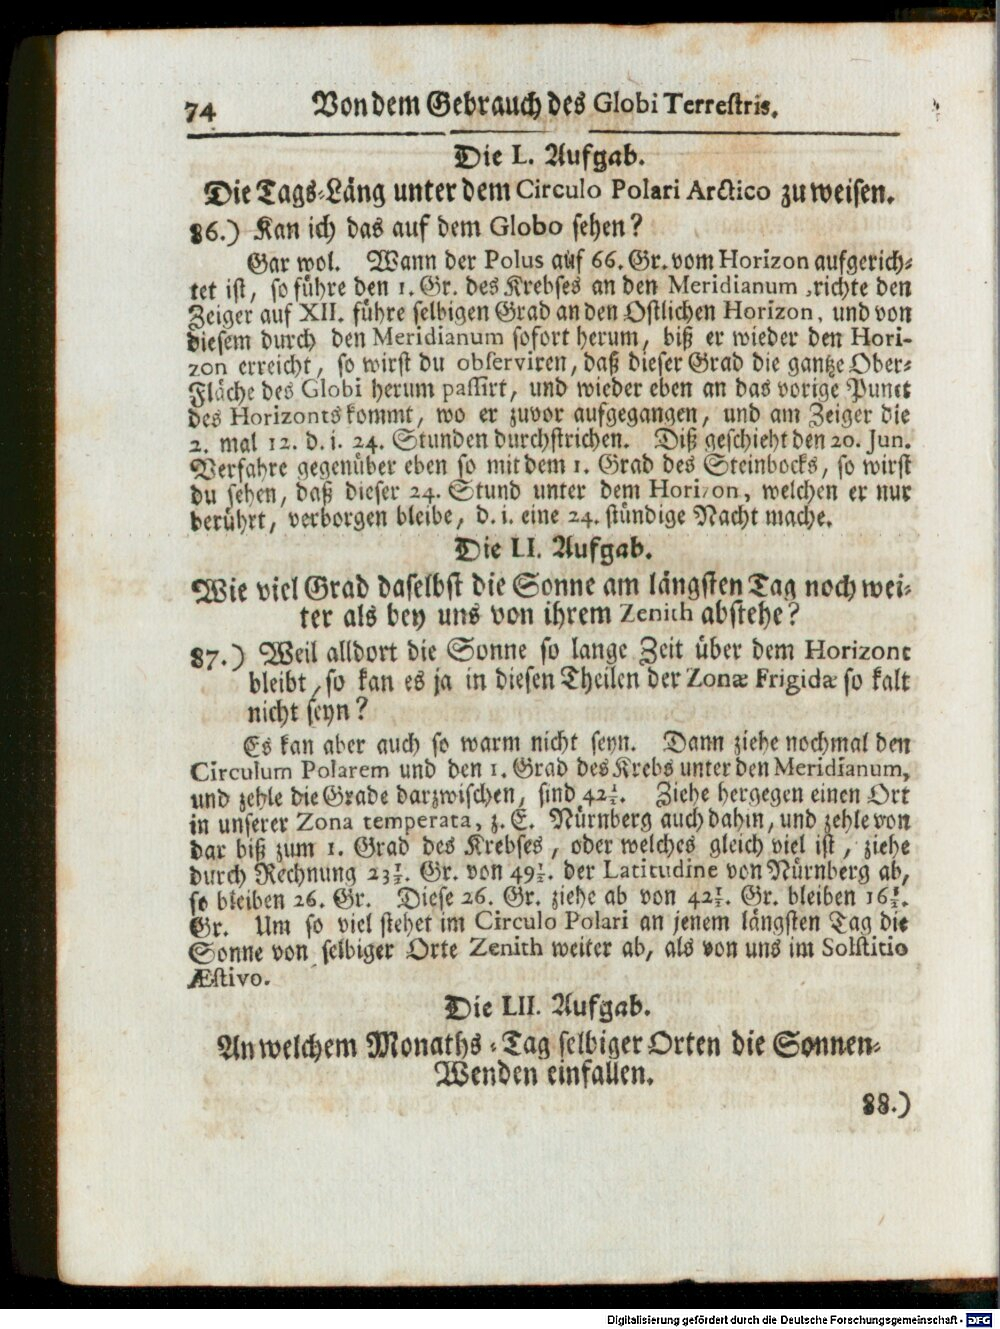 74 Von dem Gebrauch des Globi Terrestris.
Die L. Aufgab.
Die Tags-Läng unter dem Circulo Polari Arctico zu weisen.
86.) Kan ich das auf dem Globo sehen?
Gar wol. Wann der Polus auf 66. Gr. vom Horizon aufgerich-
tet ist, so führe den 1. Gr. des Krebses an den Meridianum, richte den
Zeiger auf XII. führe selbigen Grad an den Ostlichen Horizon, und von
diesem durch den Meridianum sofort herum, biß er wieder den Hori-
zon erreicht, so wirst du observiren, daß dieser Grad die gantze Ober-
Fläche des Globi herum passirt, und wieder eben an das vorige Punct
des Horizonts kommt, wo er zuvor aufgegangen, und am Zeiger die
2. mal 12. d. i. 24. Stunden durchstrichen. Diß geschieht den 20. Jun.
Verfahre gegenüber eben so mit dem 1. Grad des Steinbocks, so wirst
du sehen, daß dieser 24. Stund unter dem Horizon, welchen er nur
berührt, verborgen bleibe, d. i. eine 24. stündige Nacht mache.
Die LI. Aufgab.
Wie viel Grad daselbst die Sonne am längsten Tag noch wei-
ter als bey uns von ihrem Zenith abstehe?
87.) Weil alldort die Sonne so lange Zeit über dem Horizont
bleibt, so kan es ja in diesen Theilen der Zonæ Frigidæ so kalt
nicht seyn?
Es kan aber auch so warm nicht seyn. Dann ziehe nochmal den
Circulum Polarem und den 1. Grad des Krebs unter den Meridianum,
und zehle die Grade darzwischen, sind 42½. Ziehe hergegen einen Ort
in unserer Zona temperata, z. E. Nürnberg auch dahin, und zehle von
dar biß zum 1. Grad des Krebses, oder welches gleich viel ist, ziehe
durch Rechnung 23½. Gr. von 49½. der Latitudine von Nürnberg ab,
so bleiben 26. Gr. Diese 26. Gr. ziehe ab von 42½. Gr. bleiben 16½.
Gr. Um so viel stehet im Circulo Polari an jenem längsten Tag die
Sonne von selbiger Orte Zenith weiter ab, als von uns im Solstitio
Æstivo.
Die LII. Aufgab.
An welchem Monaths-Tag selbiger Orten die Sonnen-
Wenden einfallen.
88.)
Digitalisierung gefördert durch die Deutsche Forschungsgemeinschaft - DFG